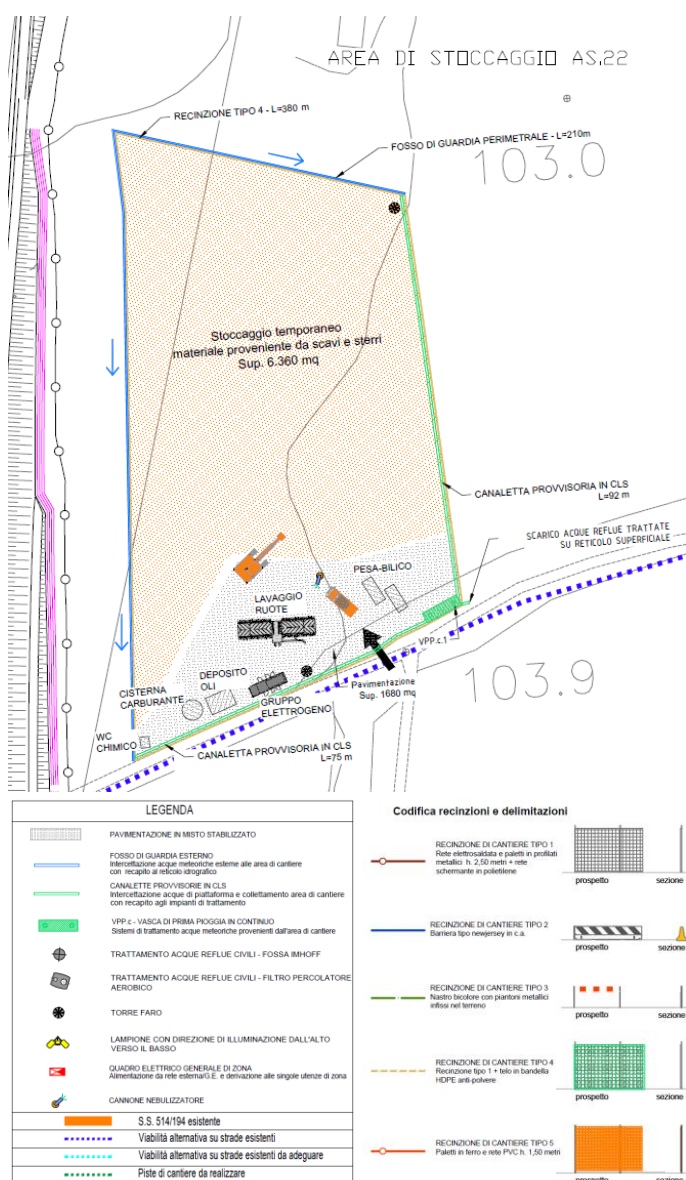 AREA DI STOCCAGGIO AS.22
RECINZIONE TIPO 4 - L=380 m
FOSSO DI GUARDIA PERIMETRALE - L=210m
103.0
Stoccaggio temporaneo
materiale proveniente da scavi e sterri
Sup. 6.360 mq
CANALETTA PROVVISORIA IN CLS
L=92 m
SCARICO ACQUE REFLUE TRATTATE
SU RETICOLO SUPERFICIALE
PESA-BILICO
LAVAGGIO
RUOTE
VPP.c.1
DEPOSITO
OLI
Pavimentazione
Sup. 1680 mq
103.9
CISTERNA
CARBURANTE
GRUPPO
ELETTROGENO
WC
CHIMICO
CANALETTA PROVVISORIA IN CLS
L=75 m
LEGENDA
PAVIMENTAZIONE IN MISTO STABILIZZATO
FOSSO DI GUARDIA ESTERNO
Intercettazione acque meteoriche esterne alle area di cantiere
con recapito al reticolo idrografico
CANALETTE PROVVISORIE IN CLS
Intercettazione acque di piattaforma e collettamento area di cantiere
con recapito agli impianti di trattamento
VPP.c - VASCA DI PRIMA PIOGGIA IN CONTINUO
Sistemi di trattamento acque meteoriche provenienti dall'area di cantiere
TRATTAMENTO ACQUE REFLUE CIVILI - FOSSA IMHOFF
TRATTAMENTO ACQUE REFLUE CIVILI - FILTRO PERCOLATORE
AEROBICO
TORRE FARO
LAMPIONE CON DIREZIONE DI ILLUMINAZIONE DALL'ALTO
VERSO IL BASSO
QUADRO ELETTRICO GENERALE DI ZONA
Alimentazione da rete esterna/G.E. e derivazione alle singole utenze di zona
CANNONE NEBULIZZATORE
S.S. 514/194 esistente
Viabilità alternativa su strade esistenti
Viabilità alternativa su strade esistenti da adeguare
Piste di cantiere da realizzare
Codifica recinzioni e delimitazioni
RECINZIONE DI CANTIERE TIPO 1
Rete elettrosaldata e paletti in profilati
metallici h. 2,50 metri + rete
schermante in polietilene
prospetto sezione
RECINZIONE DI CANTIERE TIPO 2
Barriera tipo newjersey in c.a.
prospetto sezione
RECINZIONE DI CANTIERE TIPO 3
Nastro bicolore con piantoni metallici
infissi nel terreno
prospetto sezione
RECINZIONE DI CANTIERE TIPO 4
Recinzione tipo 1 + telo in bandella
HDPE anti-polvere
prospetto sezione
RECINZIONE DI CANTIERE TIPO 5
Paletti in ferro e rete PVC h. 1,50 metri
prospetto sezione